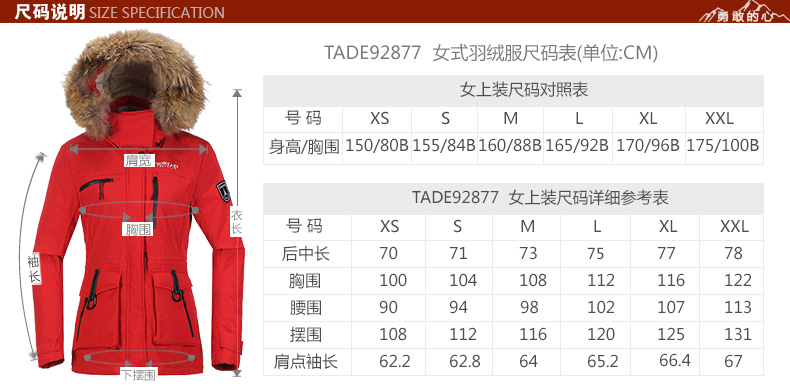 尺码说明 SIZE SPECIFICATION
勇敢的心
TADE92877 女式羽绒服尺码表(单位:CM)
女上装尺码对照表
号码 XS S M L XL XXL
身高/胸围 150/80B 155/84B 160/88B 165/92B 170/96B 175/100B
TADE92877 女上装尺码详细参考表
号码 XS S M L XL XXL
后中长 70 71 73 75 77 78
胸围 100 104 108 112 116 122
腰围 90 94 98 102 107 113
摆围 108 112 116 120 125 131
肩点袖长 62.2 62.8 64 65.2 66.4 67
肩宽
衣长
胸围
袖长
下摆围